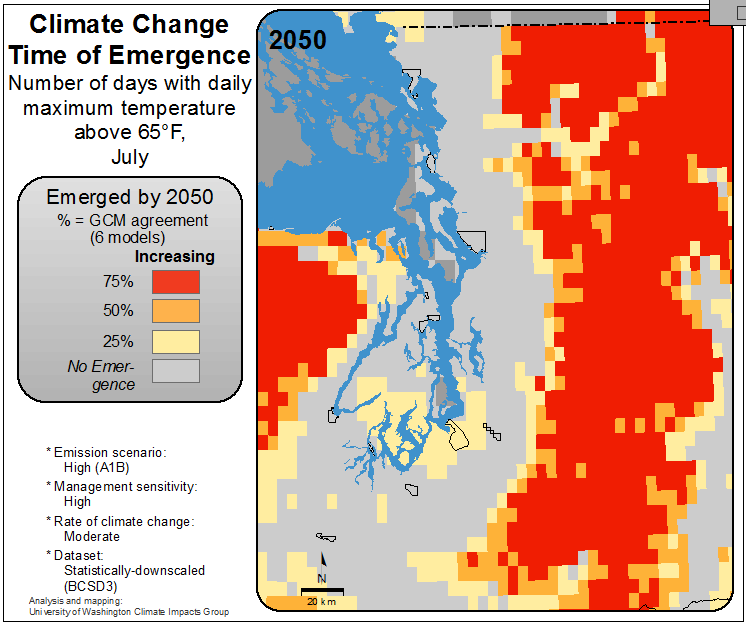 Climate Change
Time of Emergence
Number of days with daily
maximum temperature
above 65°F,
July
Emerged by 2050
% = GCM agreement
(6 models)
Increasing
75%
50%
25%
No Emer-
gence
* Emission scenario:
High (A1B)
* Management sensitivity:
High
* Rate of climate change:
Moderate
* Dataset:
Statistically-downscaled
(BCSD3)
Analysis and mapping:
University of Washington Climate Impacts Group
2050
N
20 km